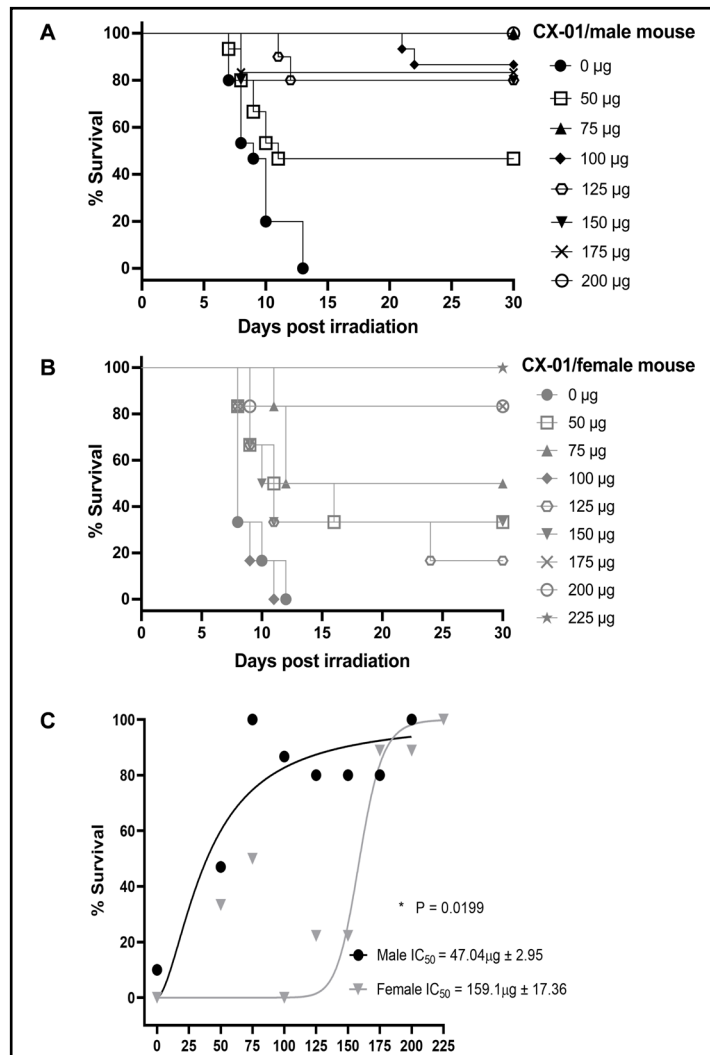 A
CX-01/male mouse
100
80
60
40
20
0
% Survival
0 5 10 15 20 25 30
Days post irradiation
0 µg
50 µg
75 µg
100 µg
125 µg
150 µg
175 µg
200 µg
B
CX-01/female mouse
100
80
60
40
20
0
% Survival
0 5 10 15 20 25 30
Days post irradiation
0 µg
50 µg
75 µg
100 µg
125 µg
150 µg
175 µg
200 µg
225 µg
C
100
80
60
40
20
0
% Survival
* P = 0.0199
Male IC50 = 47.04µg ± 2.95
Female IC50 = 159.1µg ± 17.36
0 25 50 75 100 125 150 175 200 225